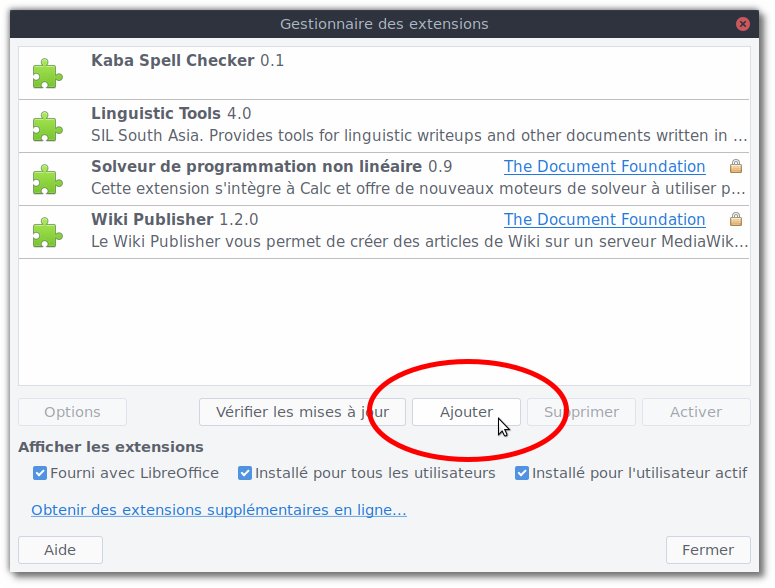 Gestionnaire des extensions
Kaba Spell Checker 0.1
Linguistic Tools 4.0
SIL South Asia. Provides tools for linguistic writeups and other documents written in ...
Solveur de programmation non linéaire 0.9 The Document Foundation
Cette extension s'intègre à Calc et offre de nouveaux moteurs de solveur à utiliser p...
Wiki Publisher 1.2.0 The Document Foundation
Le Wiki Publisher vous permet de créer des articles de Wiki sur un serveur MediaWik...
Options Vérifier les mises à jour Ajouter Supprimer Activer
Afficher les extensions
Fourni avec LibreOffice Installé pour tous les utilisateurs Installé pour l'utilisateur actif
Obtenir des extensions supplémentaires en ligne...
Aide Fermer